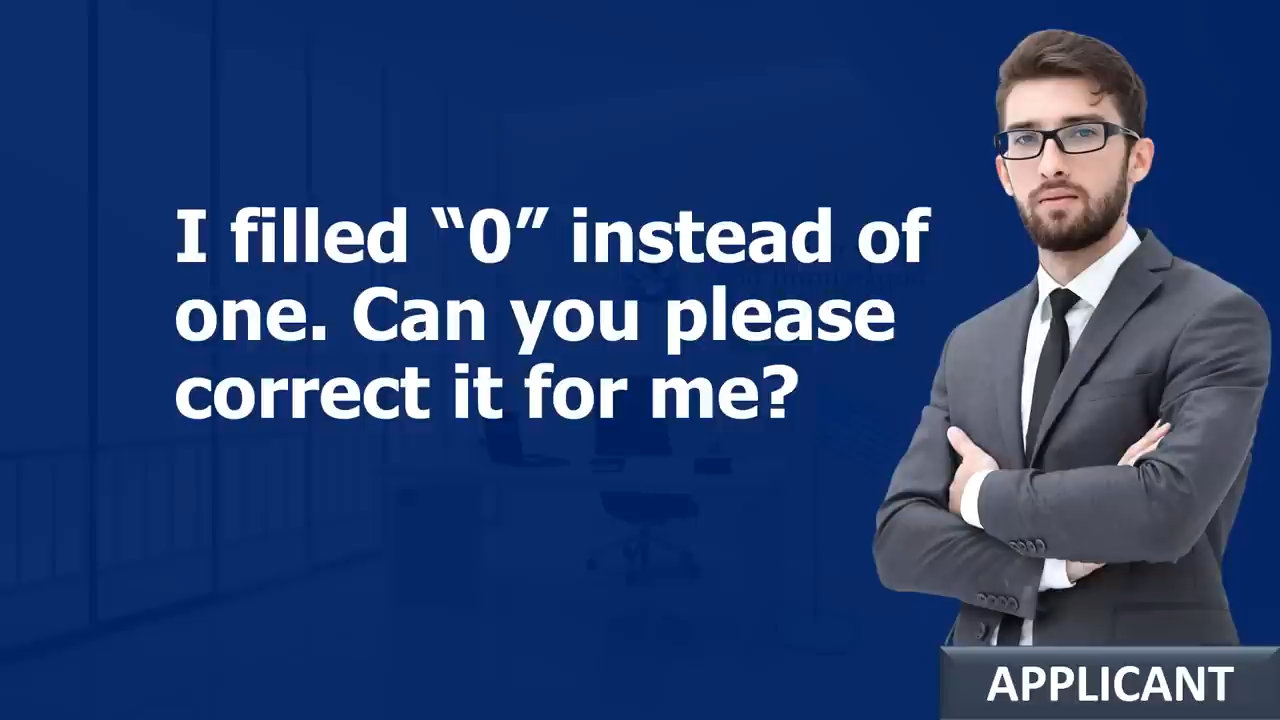 I filled “0” instead of
one. Can you please
correct it for me?
APPLICANT